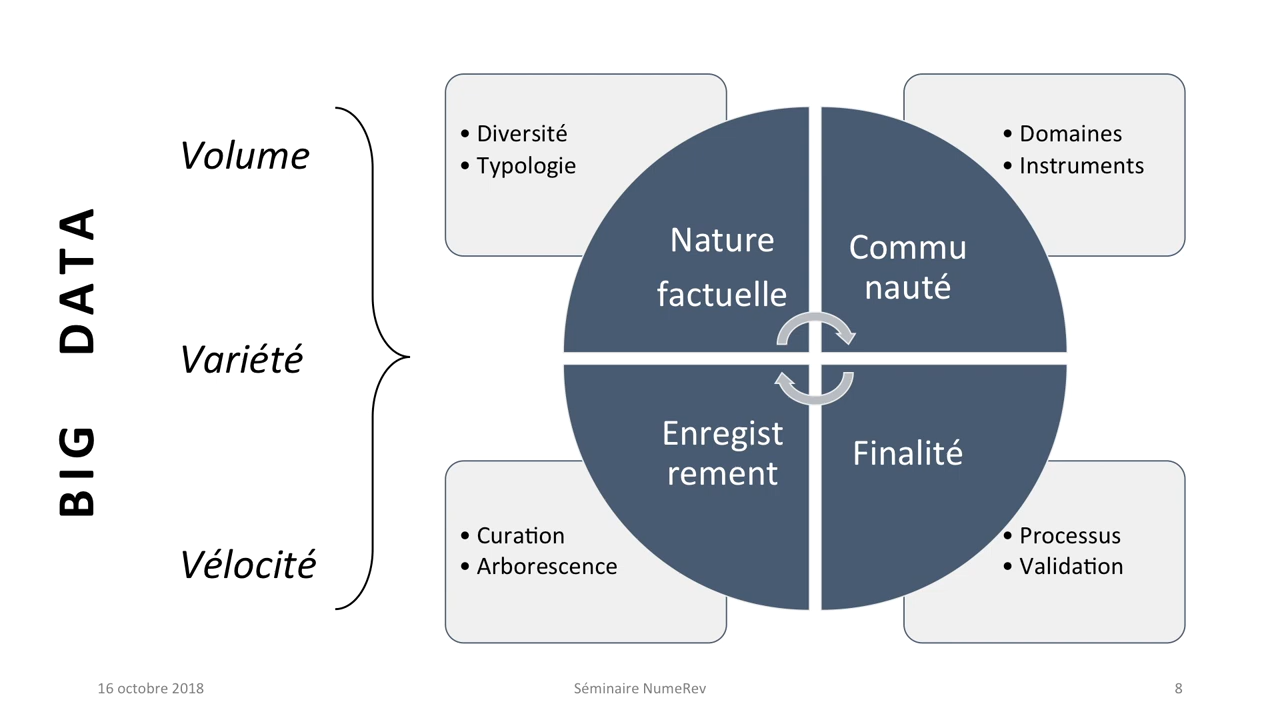 BIG DATA
Volume
Variété
Vélocité
• Diversité
• Typologie
Nature
factuelle
• Domaines
• Instruments
Commu
nauté
Enregist
rement
• Curation
• Arborescence
Finalité
• Processus
• Validation
16 octobre 2018
Séminaire NumeRev
8